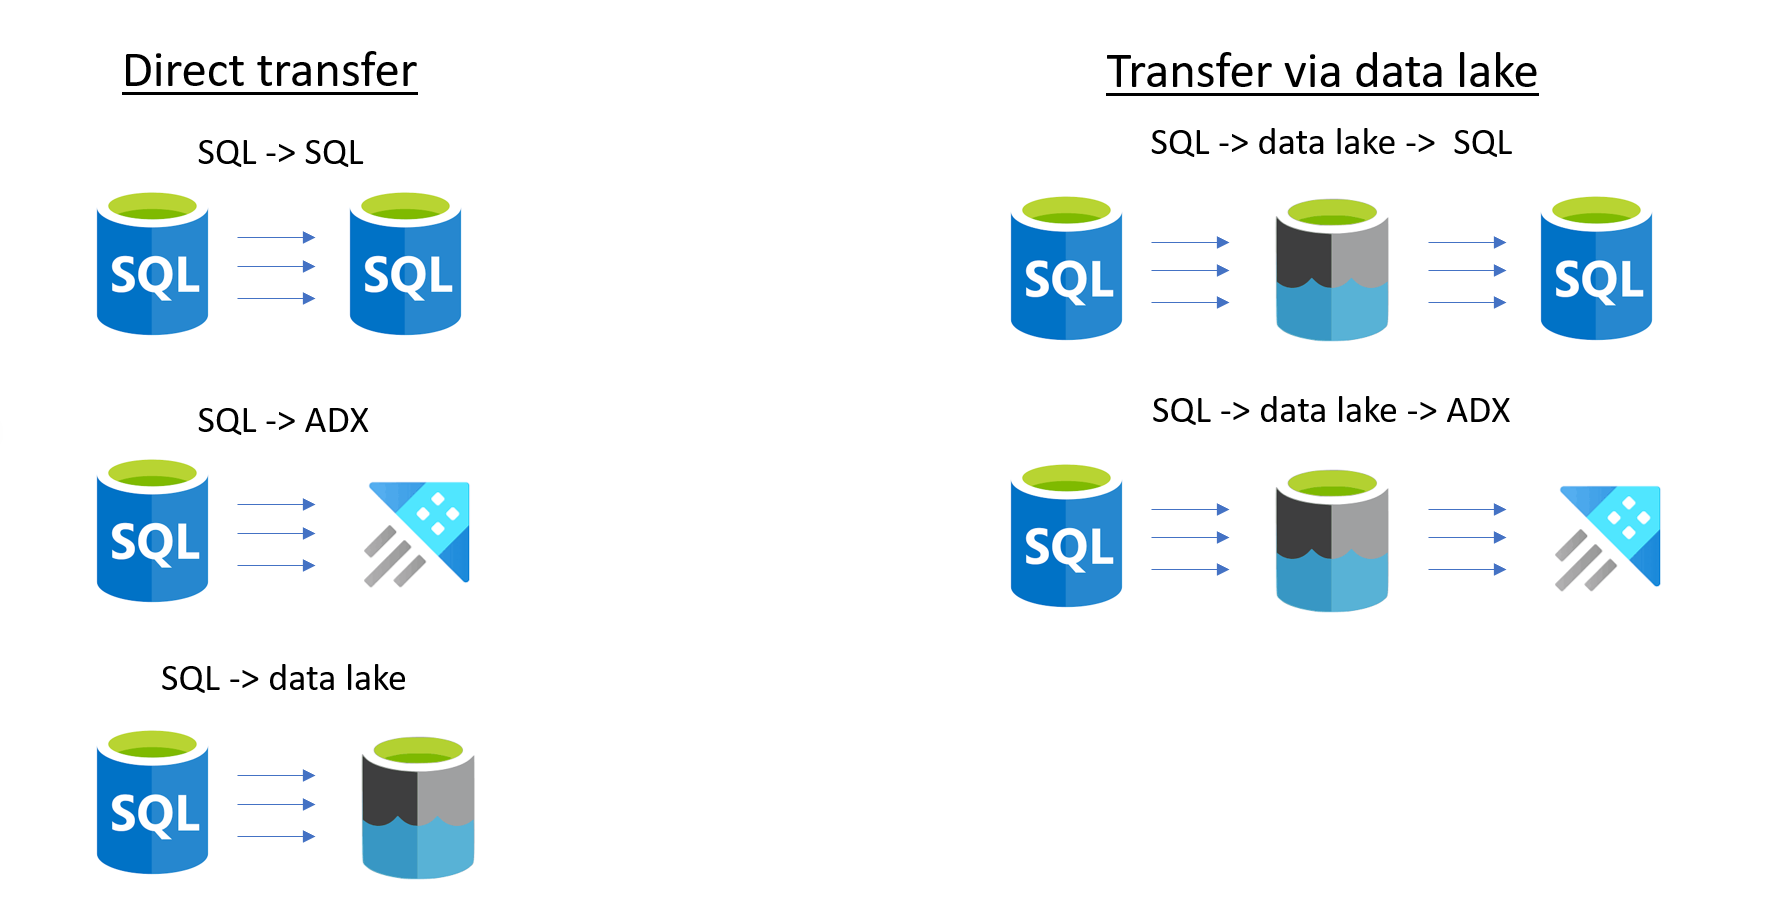 Direct transfer
SQL -> SQL
SQL SQL
SQL -> ADX
SQL
SQL -> data lake
SQL
Transfer via data lake
SQL -> data lake ->  SQL
SQL SQL
SQL -> data lake -> ADX
SQL